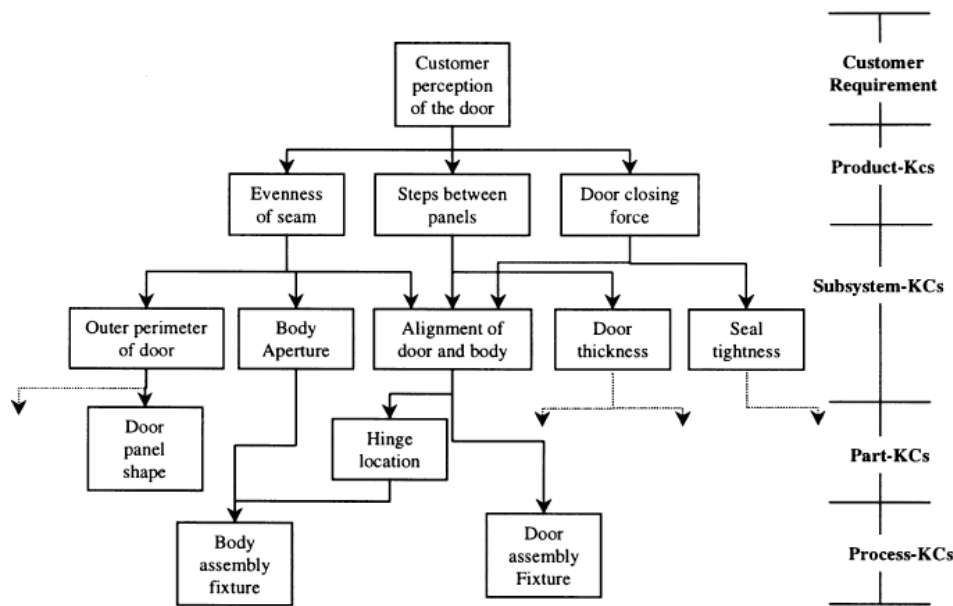 Customer
perception
of the door
Customer
Requirement
Evenness
of seam
Steps between
panels
Door closing
force
Product-Kcs
Outer perimeter
of door
Body
Aperture
Alignment of
door and body
Door
thickness
Seal
tightness
Subsystem-KCs
Door
panel
shape
Hinge
location
Part-KCs
Body
assembly
fixture
Door
assembly
Fixture
Process-KCs